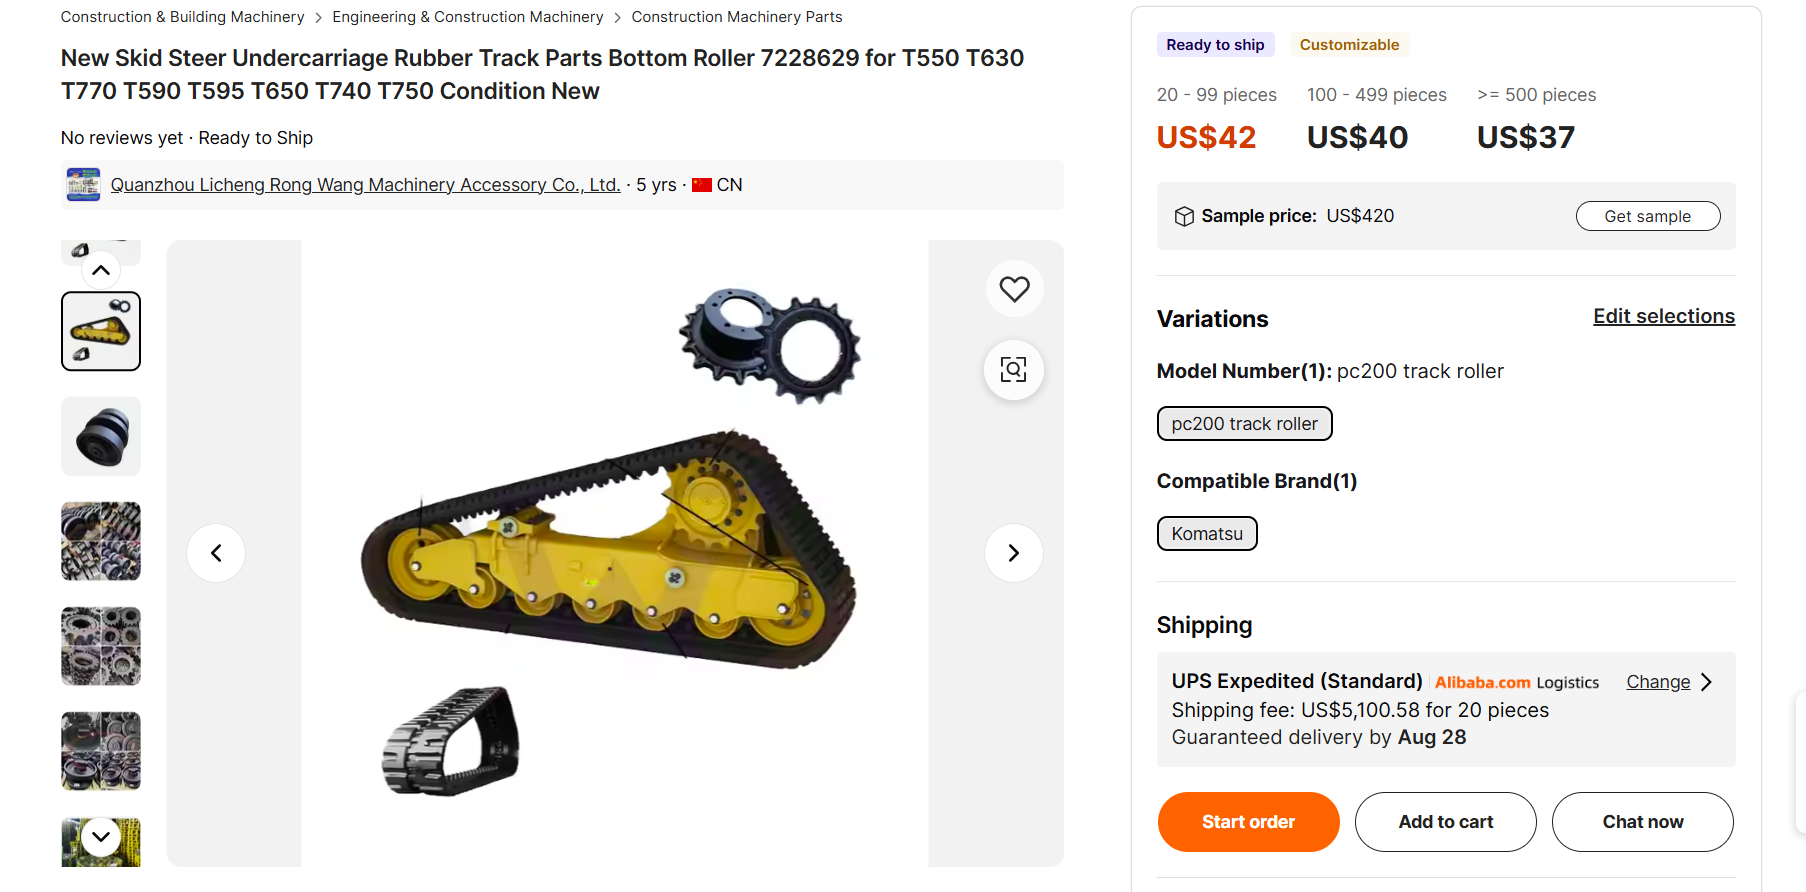 Construction & Building Machinery > Engineering & Construction Machinery > Construction Machinery Parts
New Skid Steer Undercarriage Rubber Track Parts Bottom Roller 7228629 for T550 T630
T770 T590 T595 T650 T740 T750 Condition New
No reviews yet · Ready to Ship
Quanzhou Licheng Rong Wang Machinery Accessory Co., Ltd. · 5 yrs · CN
Ready to ship Customizable
20 - 99 pieces 100 - 499 pieces >= 500 pieces
US$42 US$40 US$37
Sample price: US$420 Get sample
Variations Edit selections
Model Number(1): pc200 track roller
pc200 track roller
Compatible Brand(1)
Komatsu
Shipping
UPS Expedited (Standard) Alibaba.com Logistics Change
Shipping fee: US$5,100.58 for 20 pieces
Guaranteed delivery by Aug 28
Start order Add to cart Chat now